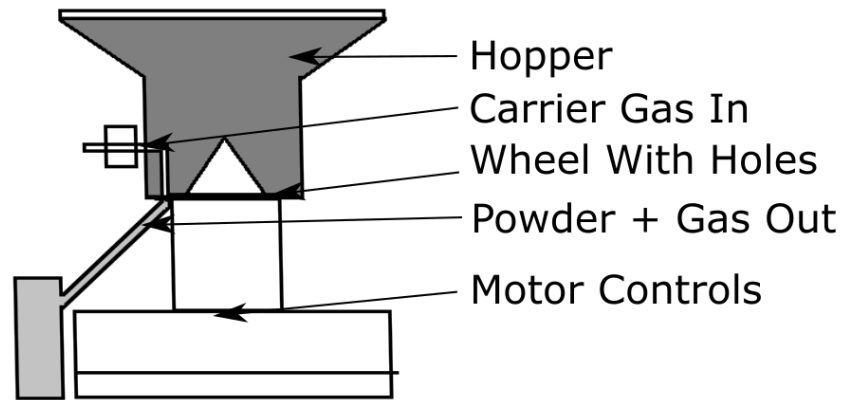 Hopper
Carrier Gas In
Wheel With Holes
Powder + Gas Out
Motor Controls